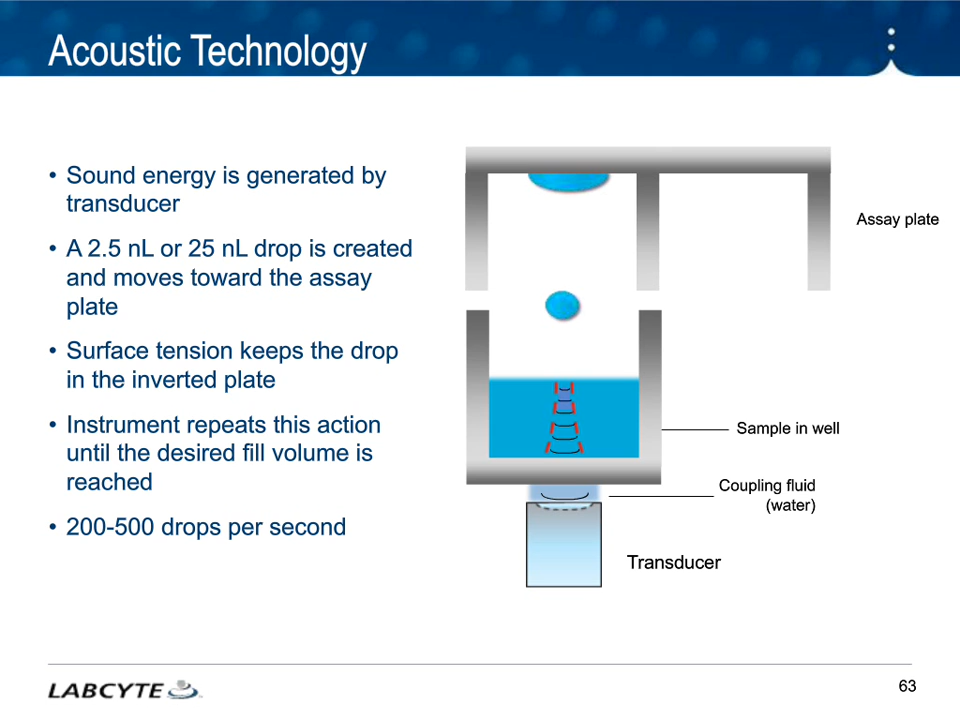 Acoustic Technology
• Sound energy is generated by
transducer
• A 2.5 nL or 25 nL drop is created
and moves toward the assay
plate
• Surface tension keeps the drop
in the inverted plate
• Instrument repeats this action
until the desired fill volume is
reached
• 200-500 drops per second
Assay plate
Sample in well
Coupling fluid
(water)
Transducer
LABCYTE
63